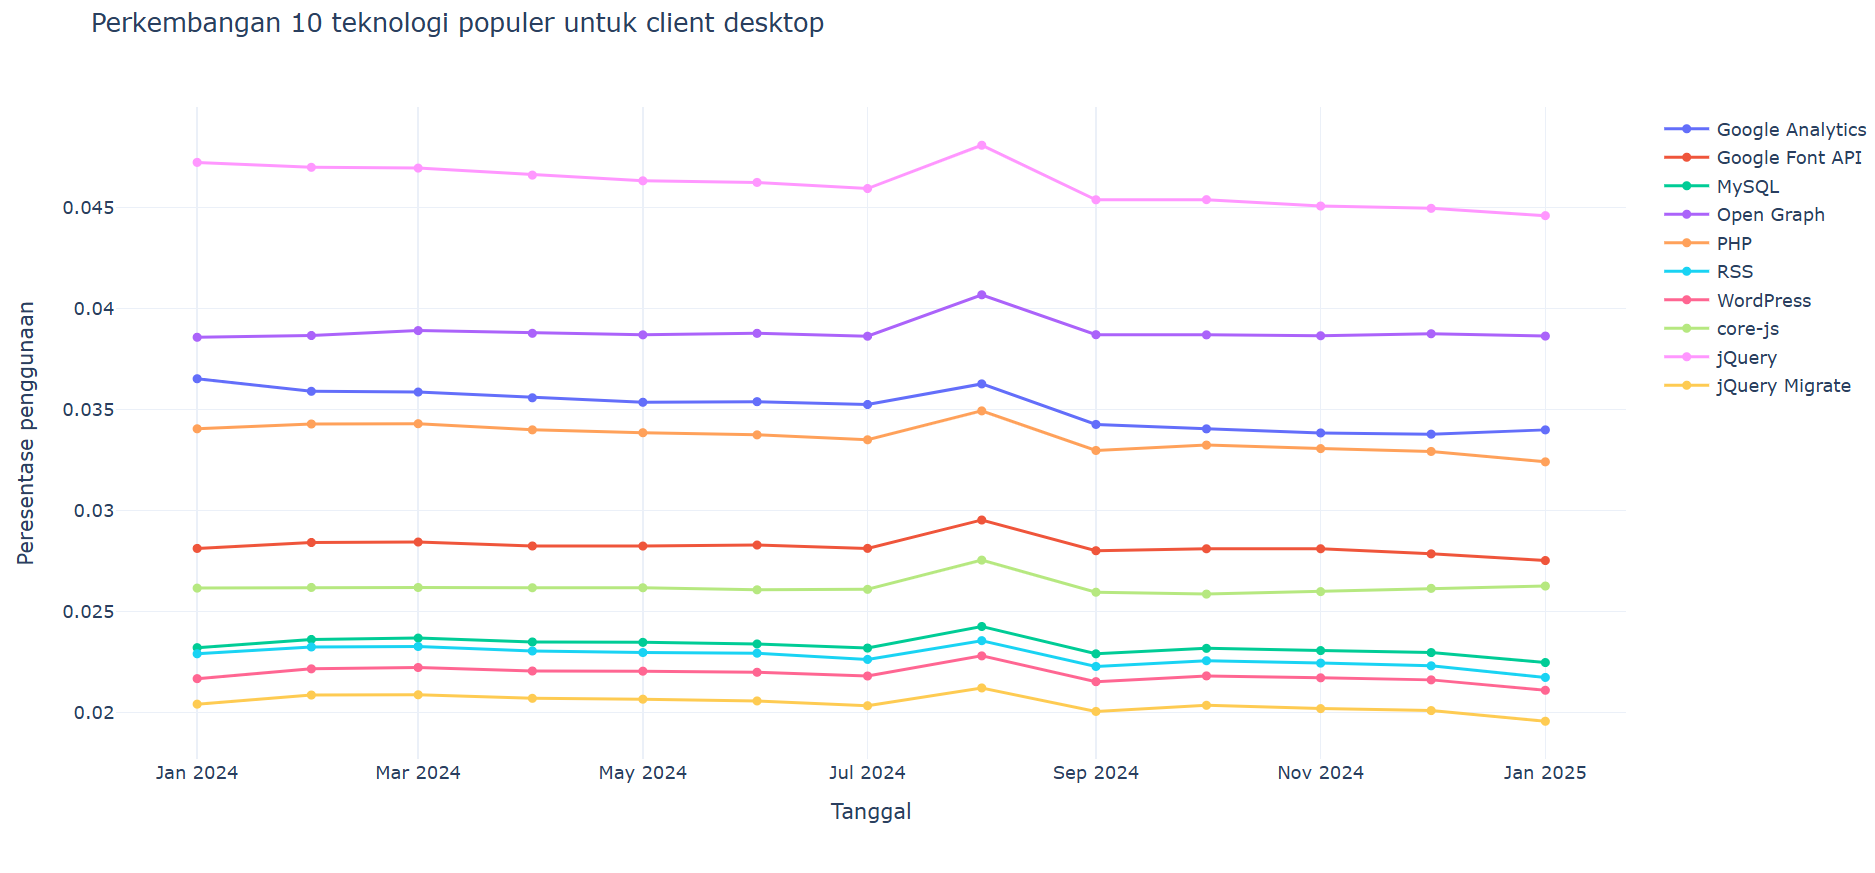 Perkembangan 10 teknologi populer untuk client desktop
Peresentase penggunaan
0.045
0.04
0.035
0.03
0.025
0.02
Jan 2024
Mar 2024
May 2024
Jul 2024
Sep 2024
Nov 2024
Jan 2025
Tanggal
Google Analytics
Google Font API
MySQL
Open Graph
PHP
RSS
WordPress
core-js
jQuery
jQuery Migrate